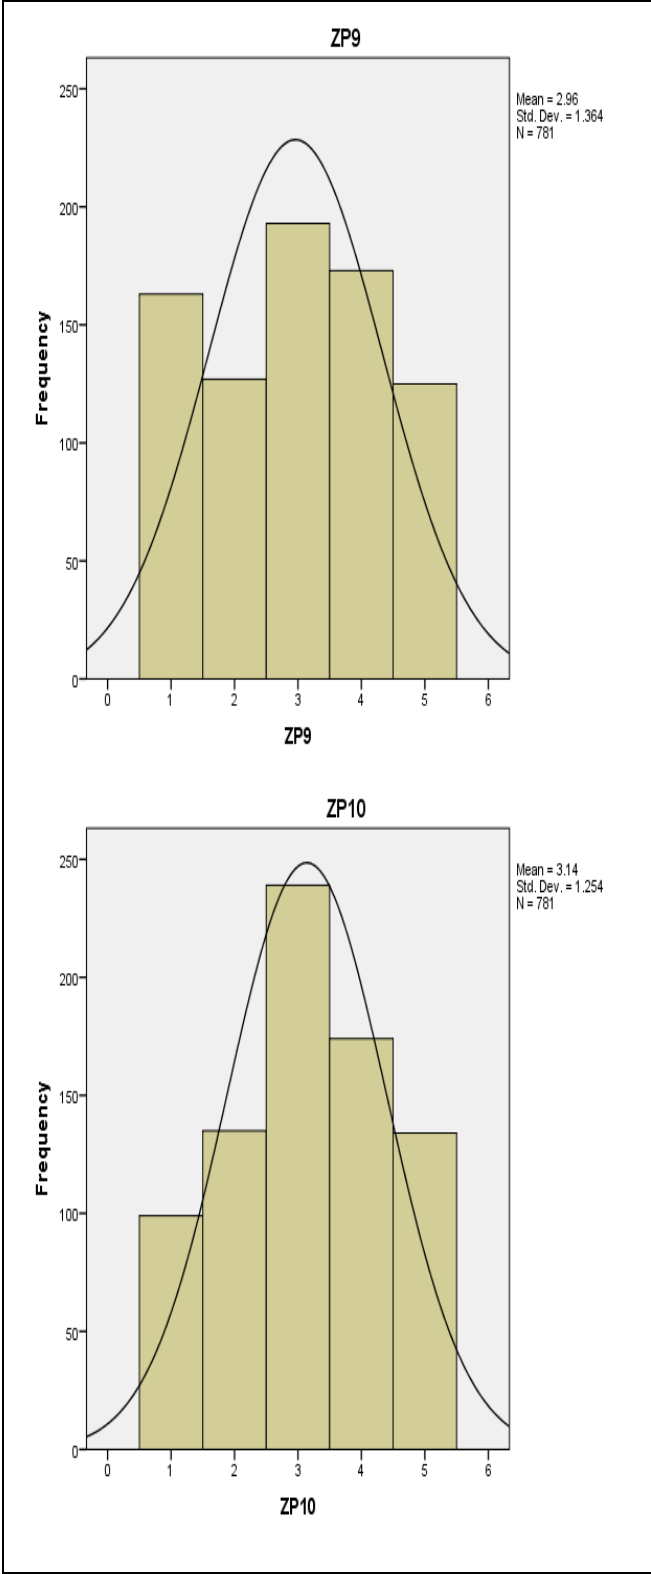 ZP9
Mean = 2.96
Std. Dev. = 1.364
N = 781
250
200
150
100
50
0
Frequency
0 1 2 3 4 5 6
ZP9
ZP10
Mean = 3.14
Std. Dev. = 1.254
N = 781
250
200
150
100
50
0
Frequency
0 1 2 3 4 5 6
ZP10